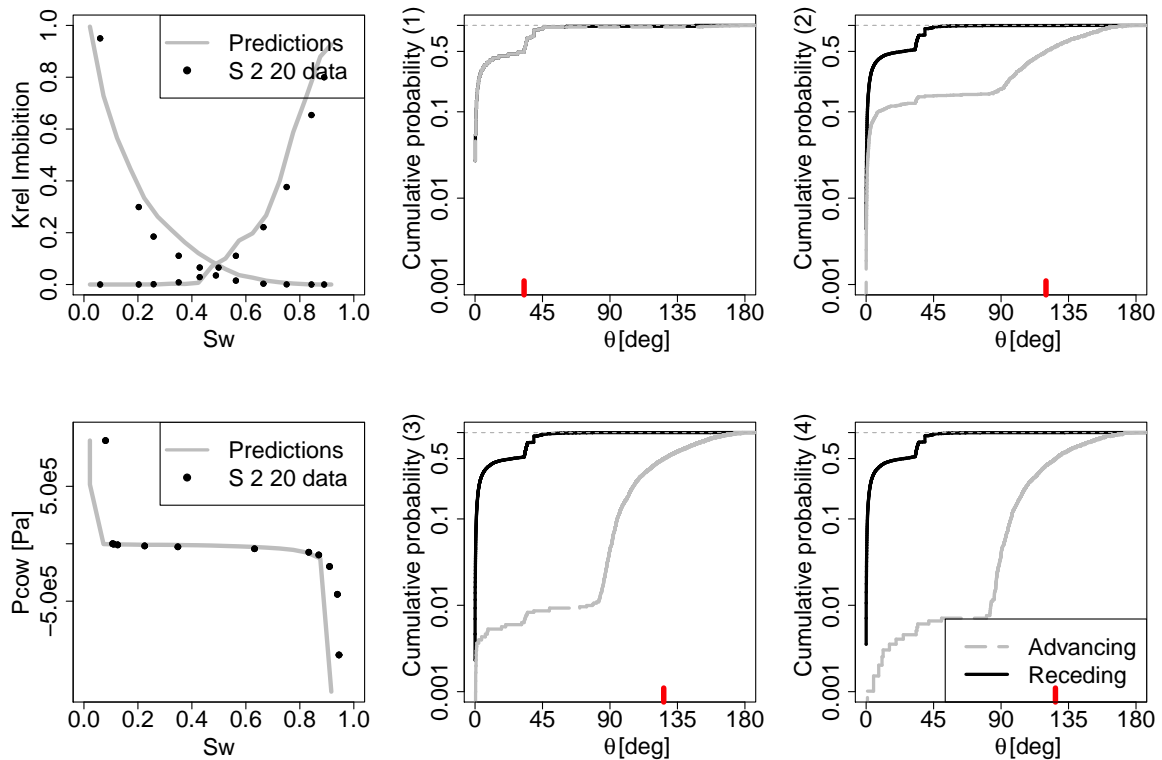 Krel Imbibition
0.0 0.2 0.4 0.6 0.8 1.0
Predictions
S 2 20 data
0.0 0.2 0.4 0.6 0.8 1.0
Sw
Cumulative probability (1)
0.001 0.01 0.1 0.5
0 45 90 135 180
θ[deg]
Cumulative probability (2)
0.001 0.01 0.1 0.5
0 45 90 135 180
θ[deg]
Pcow [Pa]
−5.0e5 5.0e5
Predictions
S 2 20 data
0.0 0.2 0.4 0.6 0.8 1.0
Sw
Cumulative probability (3)
0.001 0.01 0.1 0.5
0 45 90 135 180
θ[deg]
Cumulative probability (4)
0.001 0.01 0.1 0.5
Advancing
Receding
0 45 90 135 180
θ[deg]